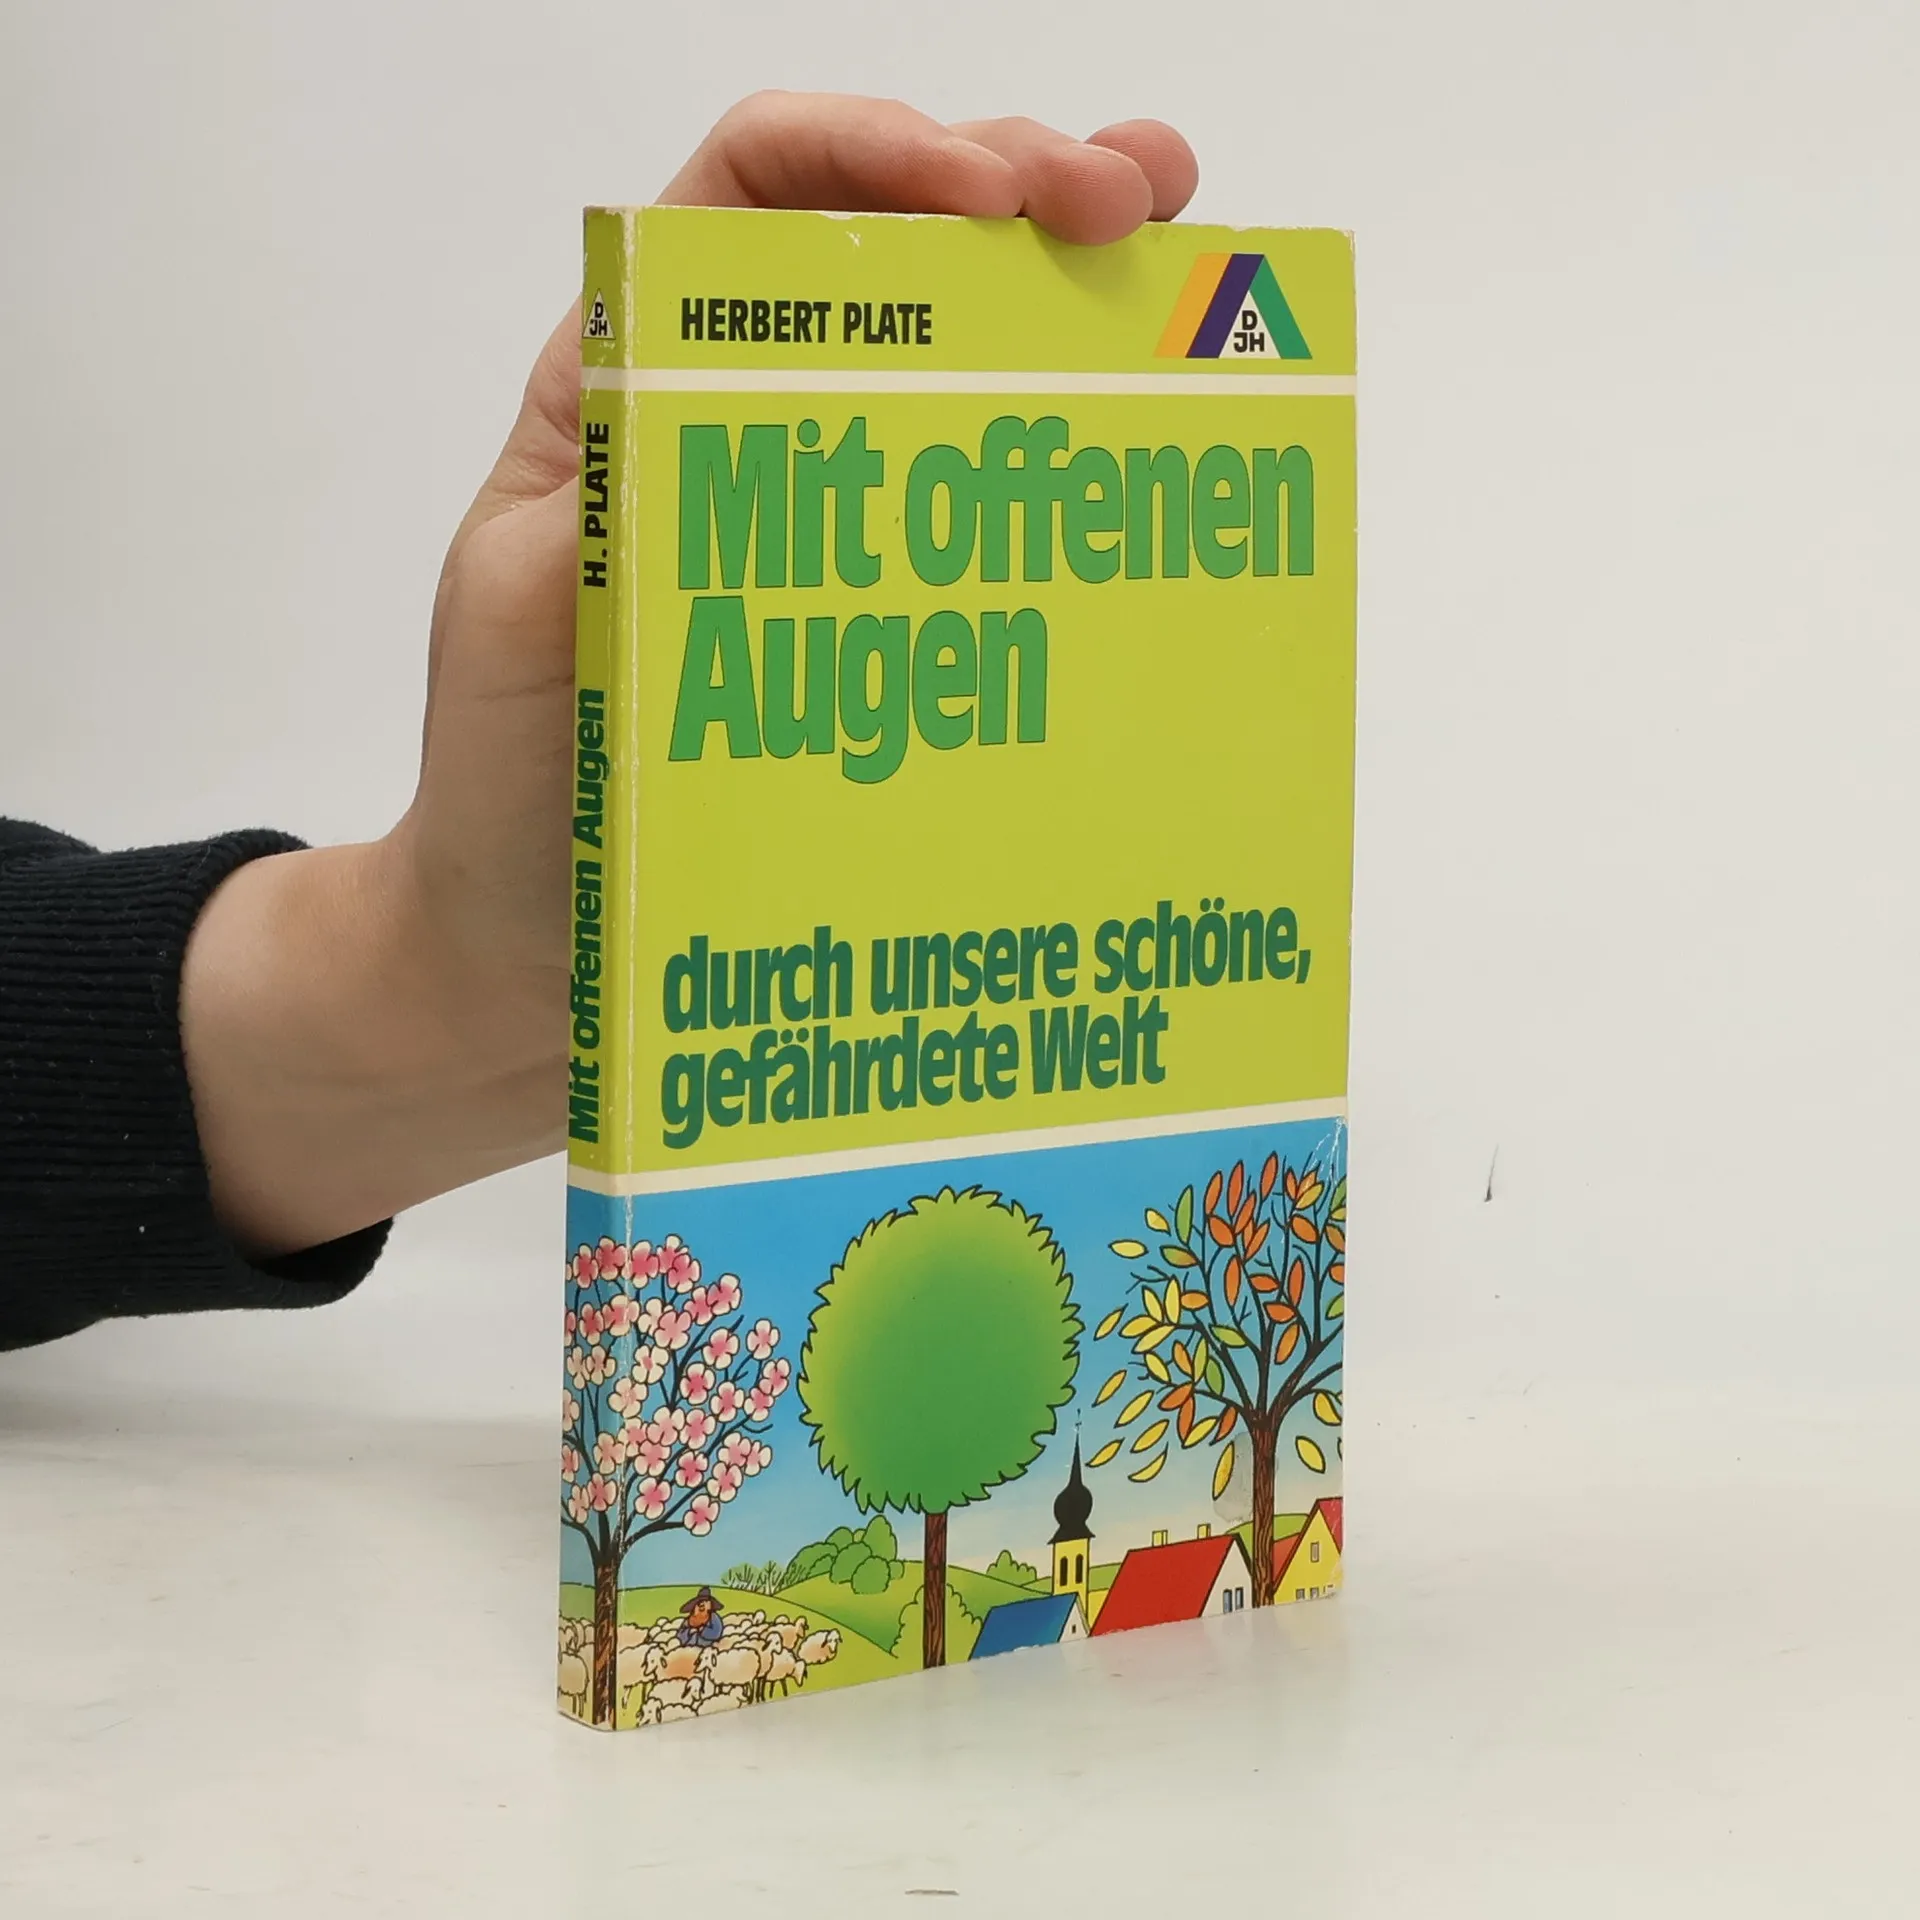 HERBERT PLATE
D
JH
Mit offenen
Augen
durch unsere schöne,
gefährdete Welt
D
JH
H. PLATE
Mit offenen Augen